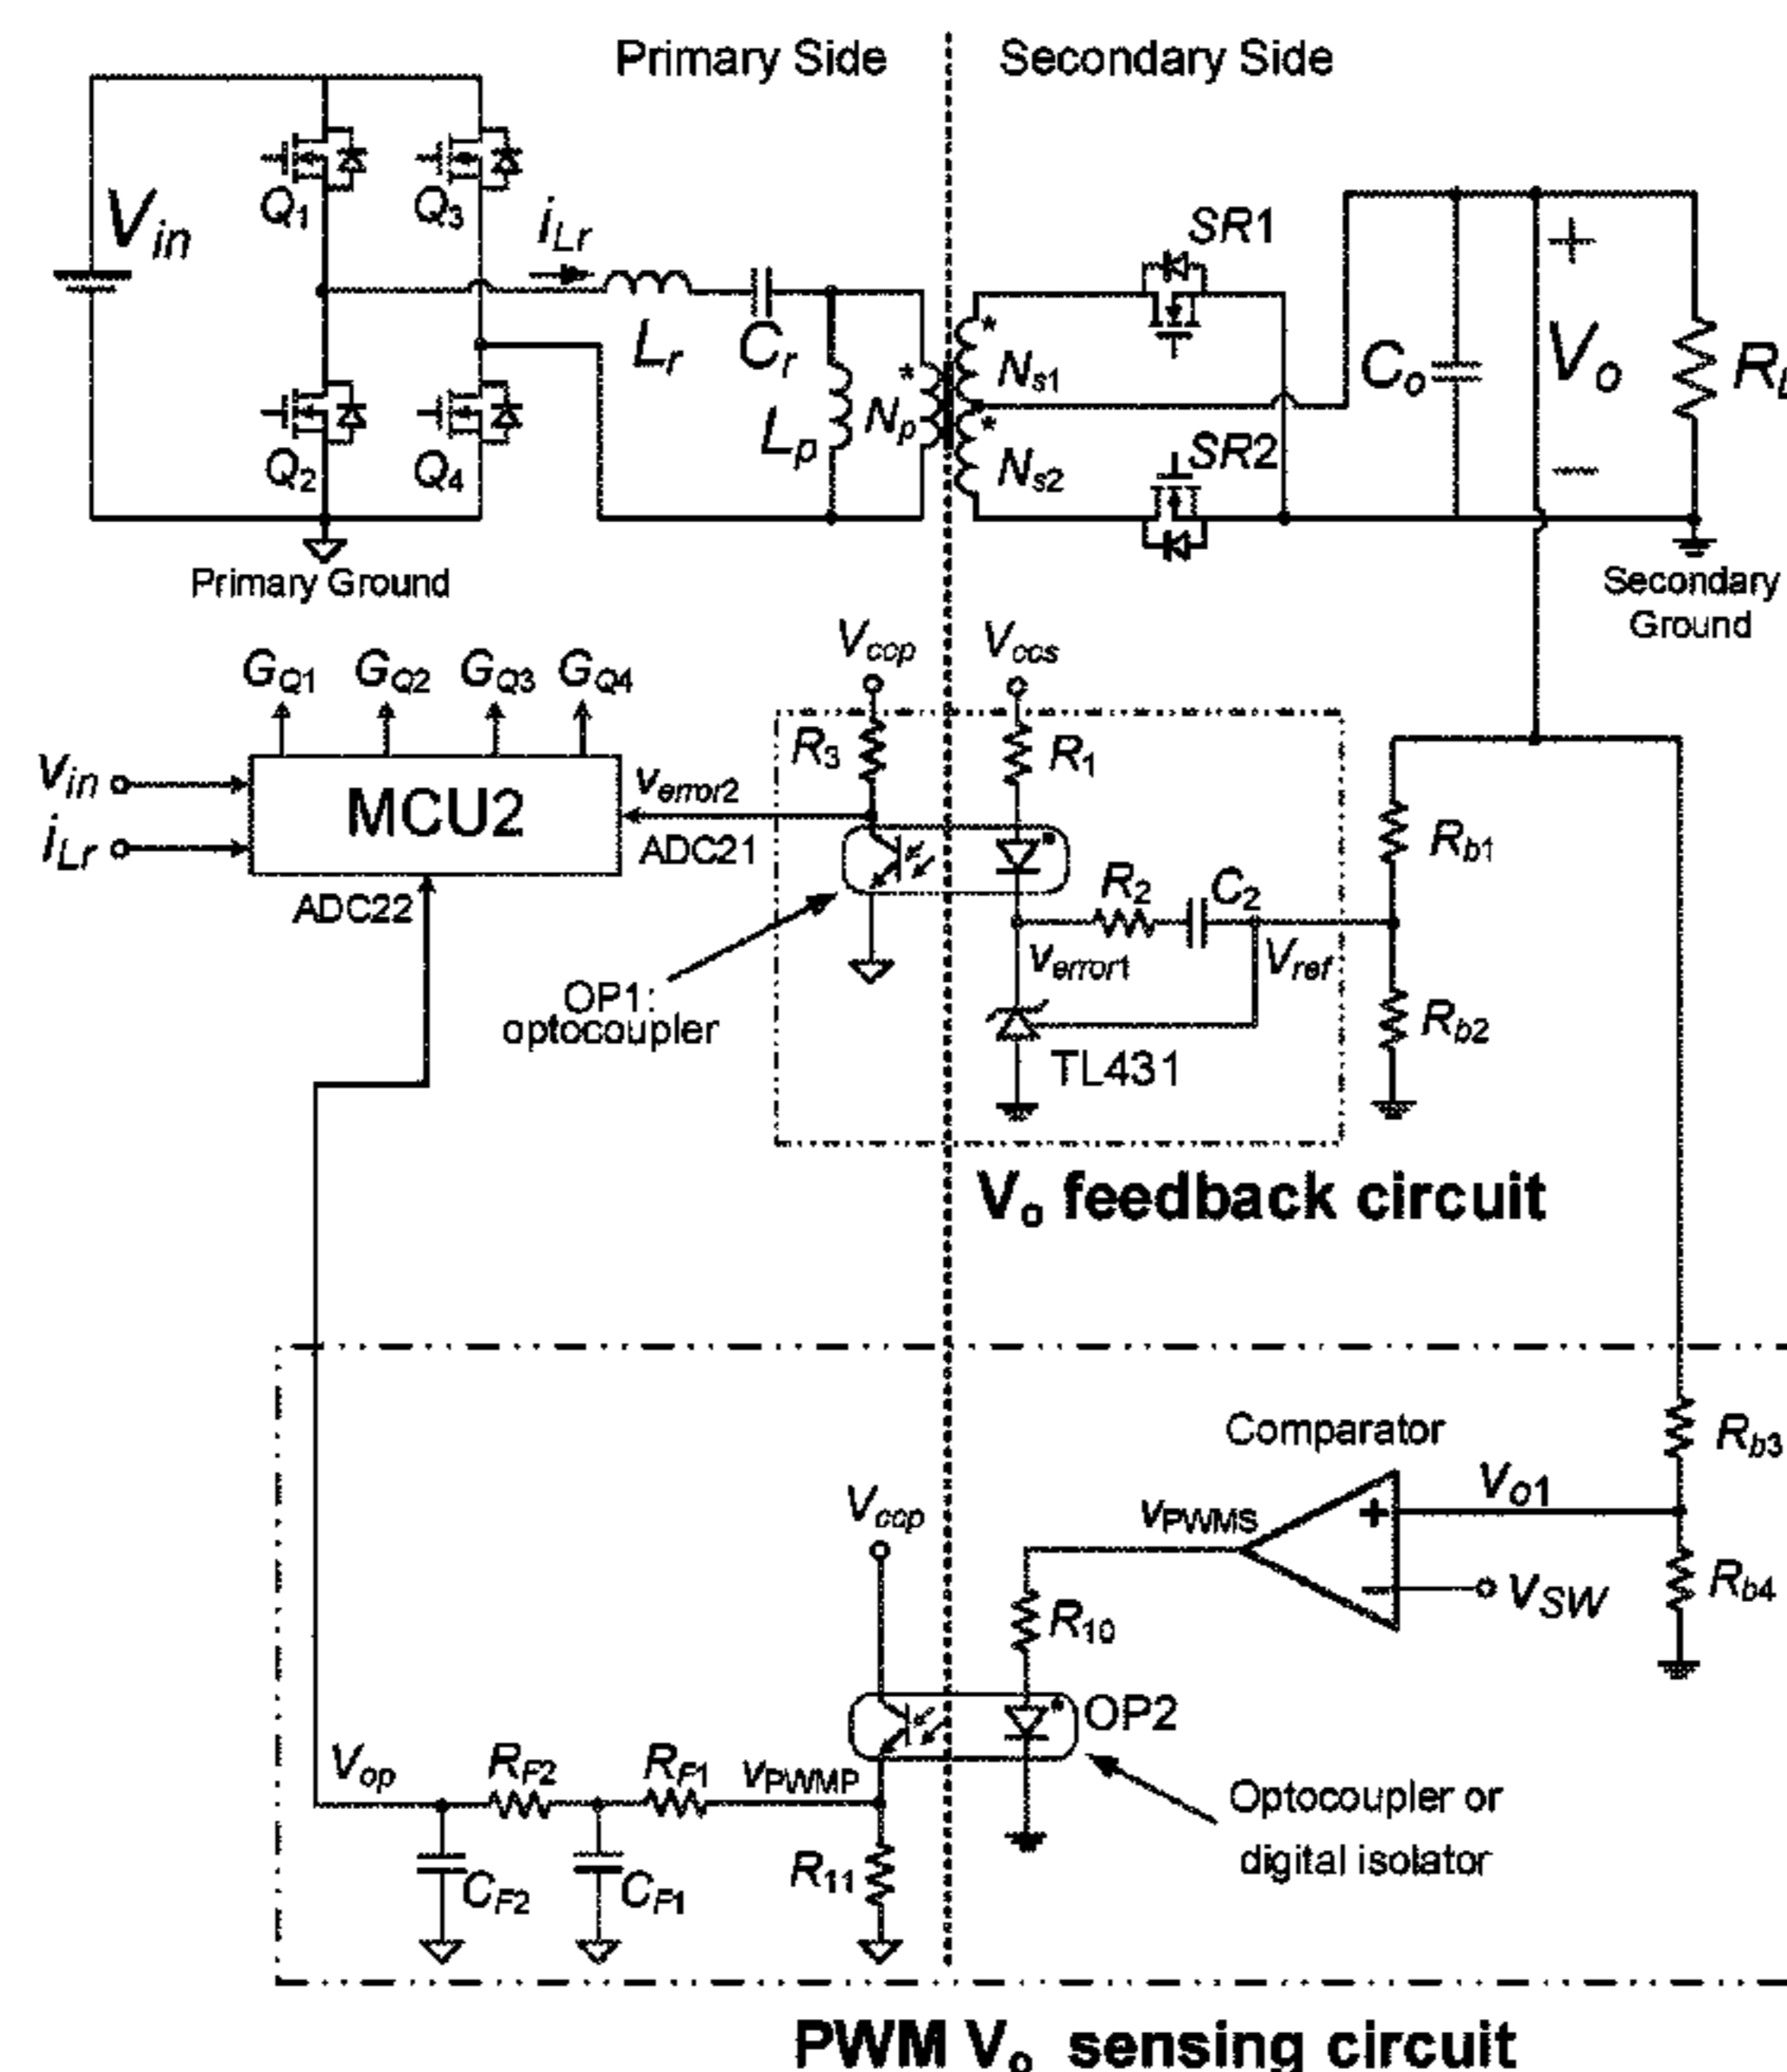 Primary Side
Secondary Side
Vin
Q1
Q3
iLr
Lr
Cr
Lp
Np
Q2
Q4
*
*
*
Ns1
Ns2
SR1
SR2
Co
+
Vo
−
Primary Ground
Secondary
Ground
GQ1 GQ2 GQ3 GQ4
Vccp
Vccs
vin
iLr
MCU2
verror2
ADC21
ADC22
R3
R1
R2
C2
verror1
Vref
Rb1
Rb2
OP1:
optocoupler
TL431
Vo feedback circuit
Comparator
Rb3
vo1
+
−
vSW
Rb4
vPWMS
Vccp
R10
OP2
Vop
RF2
RF1
vPWMP
Optocoupler or
digital isolator
CF2
CF1
R11
PWM Vo sensing circuit